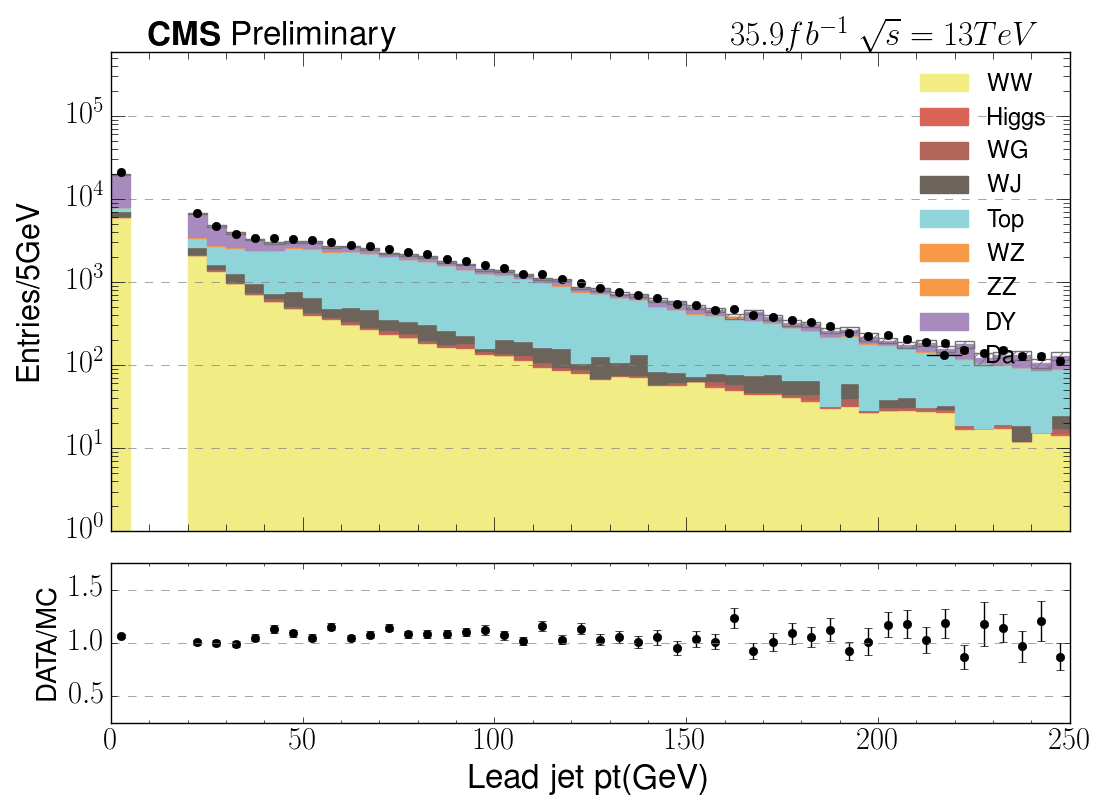 CMS Preliminary 35.9fb⁻¹ √s = 13TeV
Entries/5GeV
10⁵
10⁴
10³
10²
10¹
10⁰
WW
Higgs
WG
WJ
Top
WZ
ZZ
DY
Da
DATA/MC
1.5
1.0
0.5
0 50 100 150 200 250
Lead jet pt(GeV)